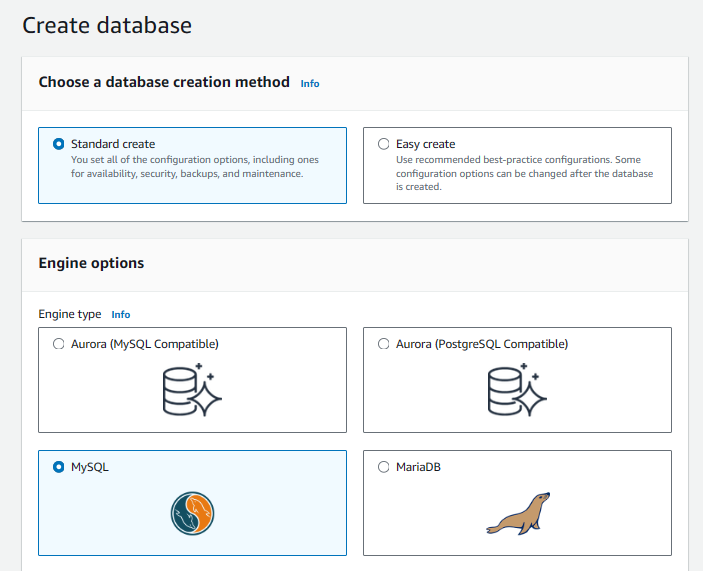 Create database
Choose a database creation method Info
Standard create
You set all of the configuration options, including ones
for availability, security, backups, and maintenance.
Easy create
Use recommended best-practice configurations. Some
configuration options can be changed after the database
is created.
Engine options
Engine type Info
Aurora (MySQL Compatible)
Aurora (PostgreSQL Compatible)
MySQL
MariaDB